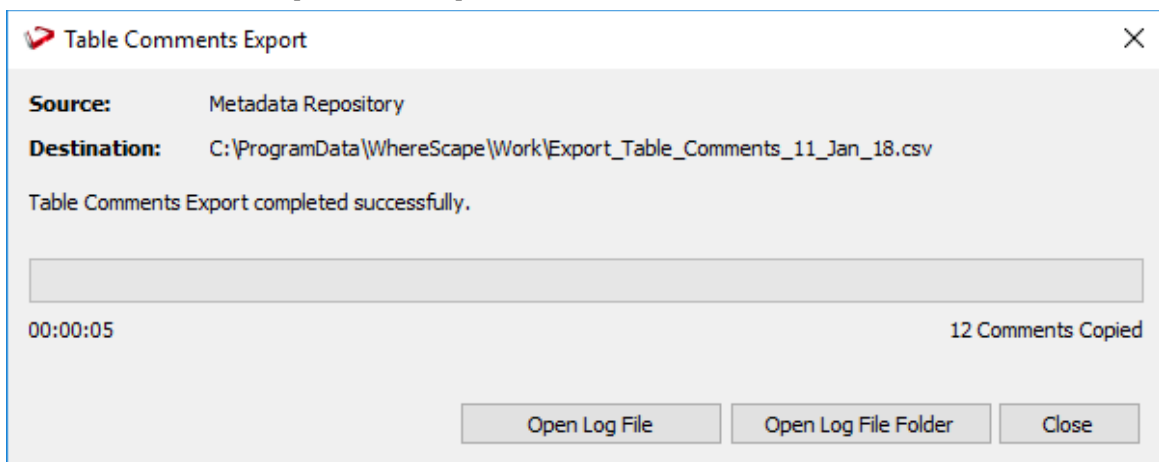 Table Comments Export
Source: Metadata Repository
Destination: C:\ProgramData\WhereScape\Work\Export_Table_Comments_11_Jan_18.csv
Table Comments Export completed successfully.
00:00:05 12 Comments Copied
Open Log File Open Log File Folder Close